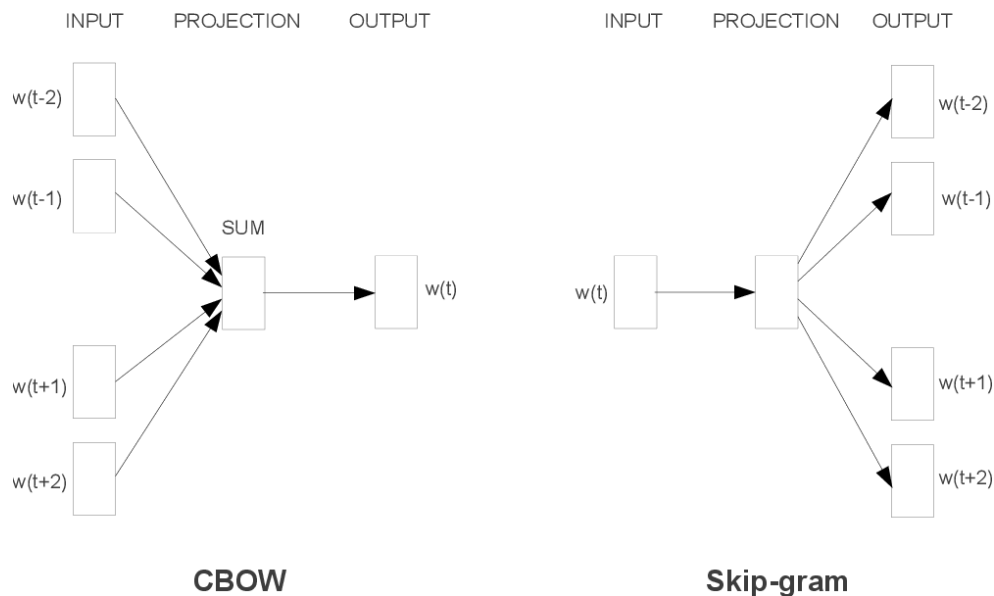 INPUT PROJECTION OUTPUT
w(t-2)
w(t-1)
SUM
w(t)
w(t+1)
w(t+2)
CBOW
INPUT PROJECTION OUTPUT
w(t-2)
w(t-1)
w(t)
w(t+1)
w(t+2)
Skip-gram